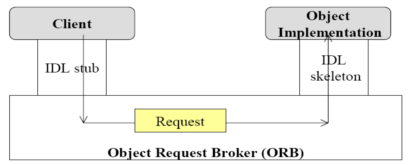 Client
Object
Implementation
IDL stub
IDL
skeleton
Request
Object Request Broker (ORB)